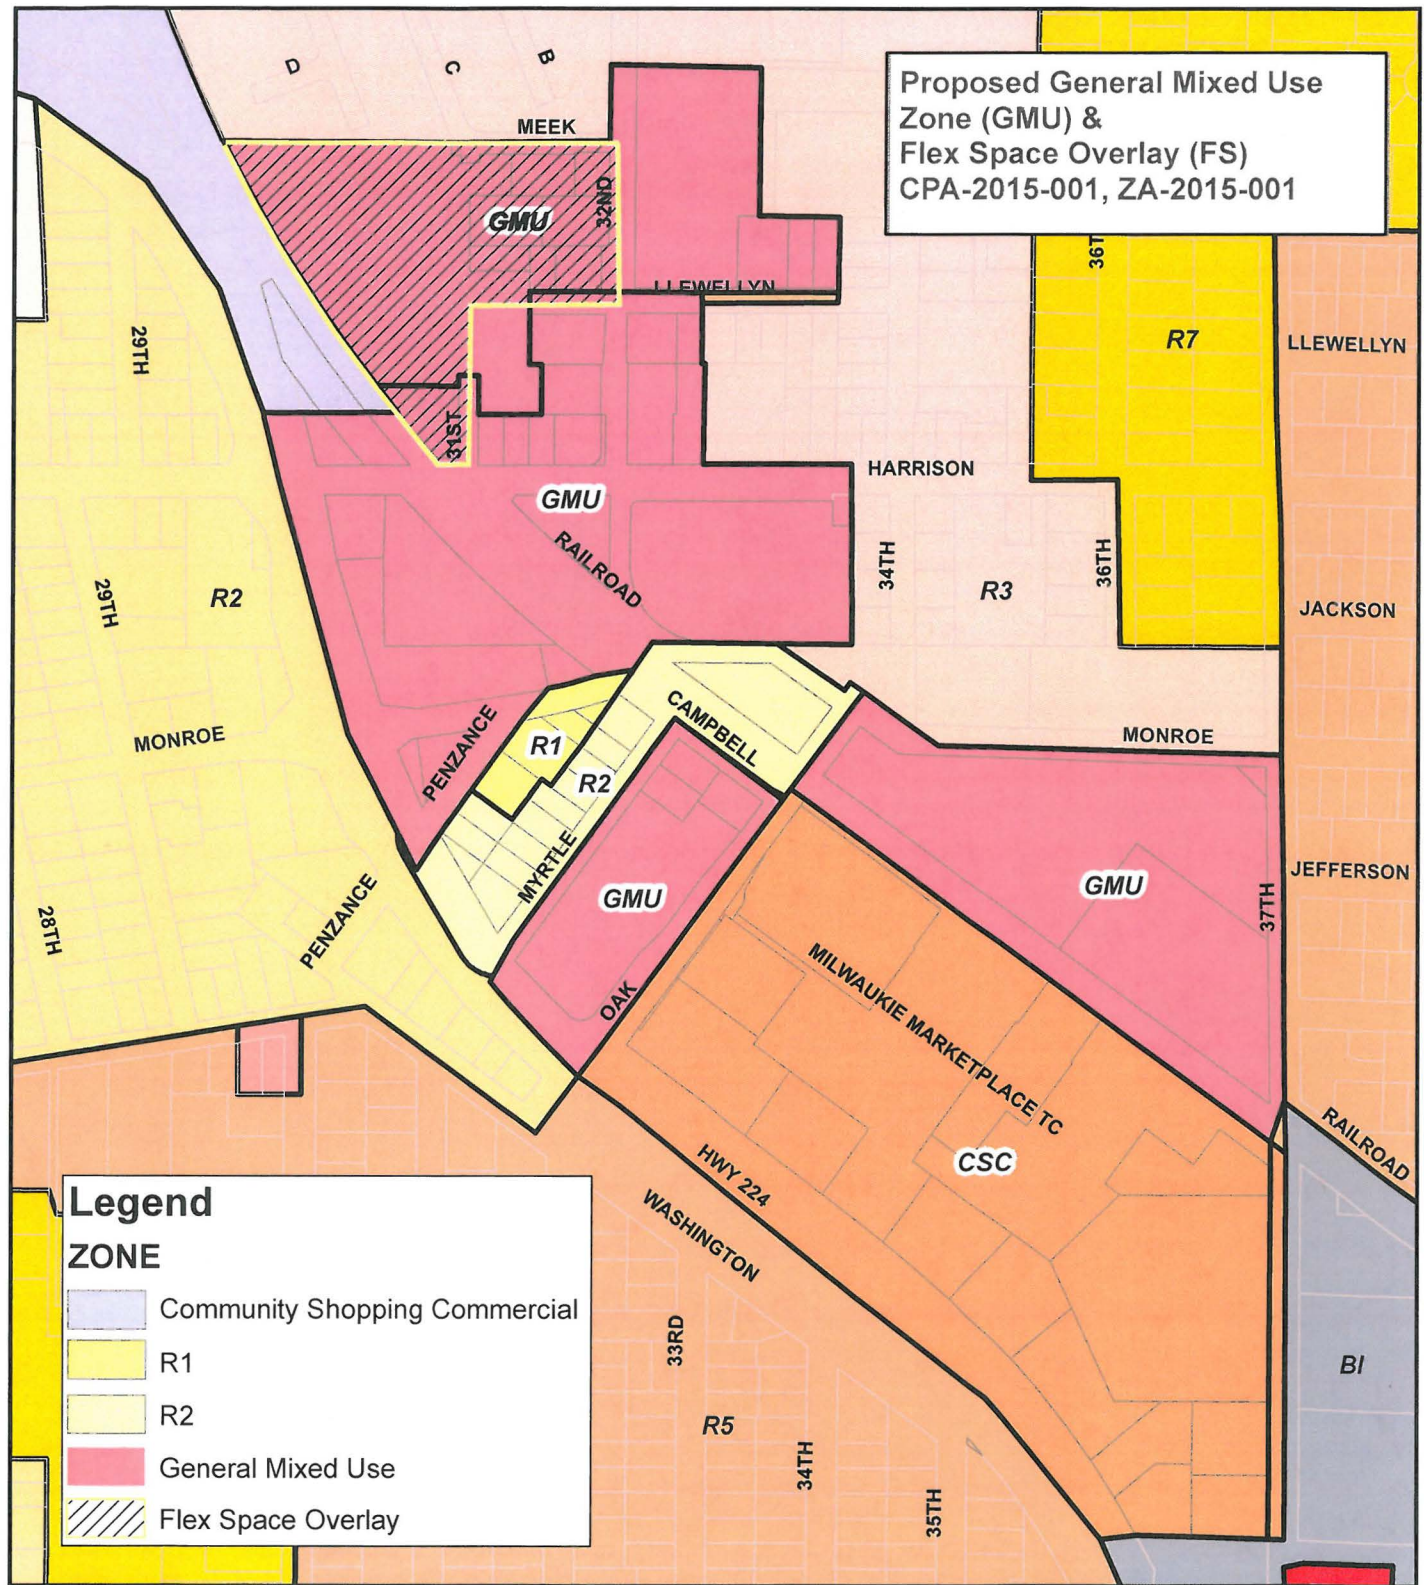 D
C
B
MEEK
Proposed General Mixed Use
Zone (GMU) &
Flex Space Overlay (FS)
CPA-2015-001, ZA-2015-001
GMU
32ND
LLEWELLYN
36T
R7
LLEWELLYN
29TH
31ST
HARRISON
GMU
RAILROAD
34TH
36TH
R3
JACKSON
29TH
R2
MONROE
PENZANCE
R1
R2
CAMPBELL
MONROE
MYRTLE
GMU
GMU
37TH
JEFFERSON
28TH
PENZANCE
OAK
MILWAUKIE MARKETPLACE TC
CSC
RAILROAD
HWY 224
WASHINGTON
33RD
R5
34TH
35TH
BI
Legend
ZONE
Community Shopping Commercial
R1
R2
General Mixed Use
Flex Space Overlay